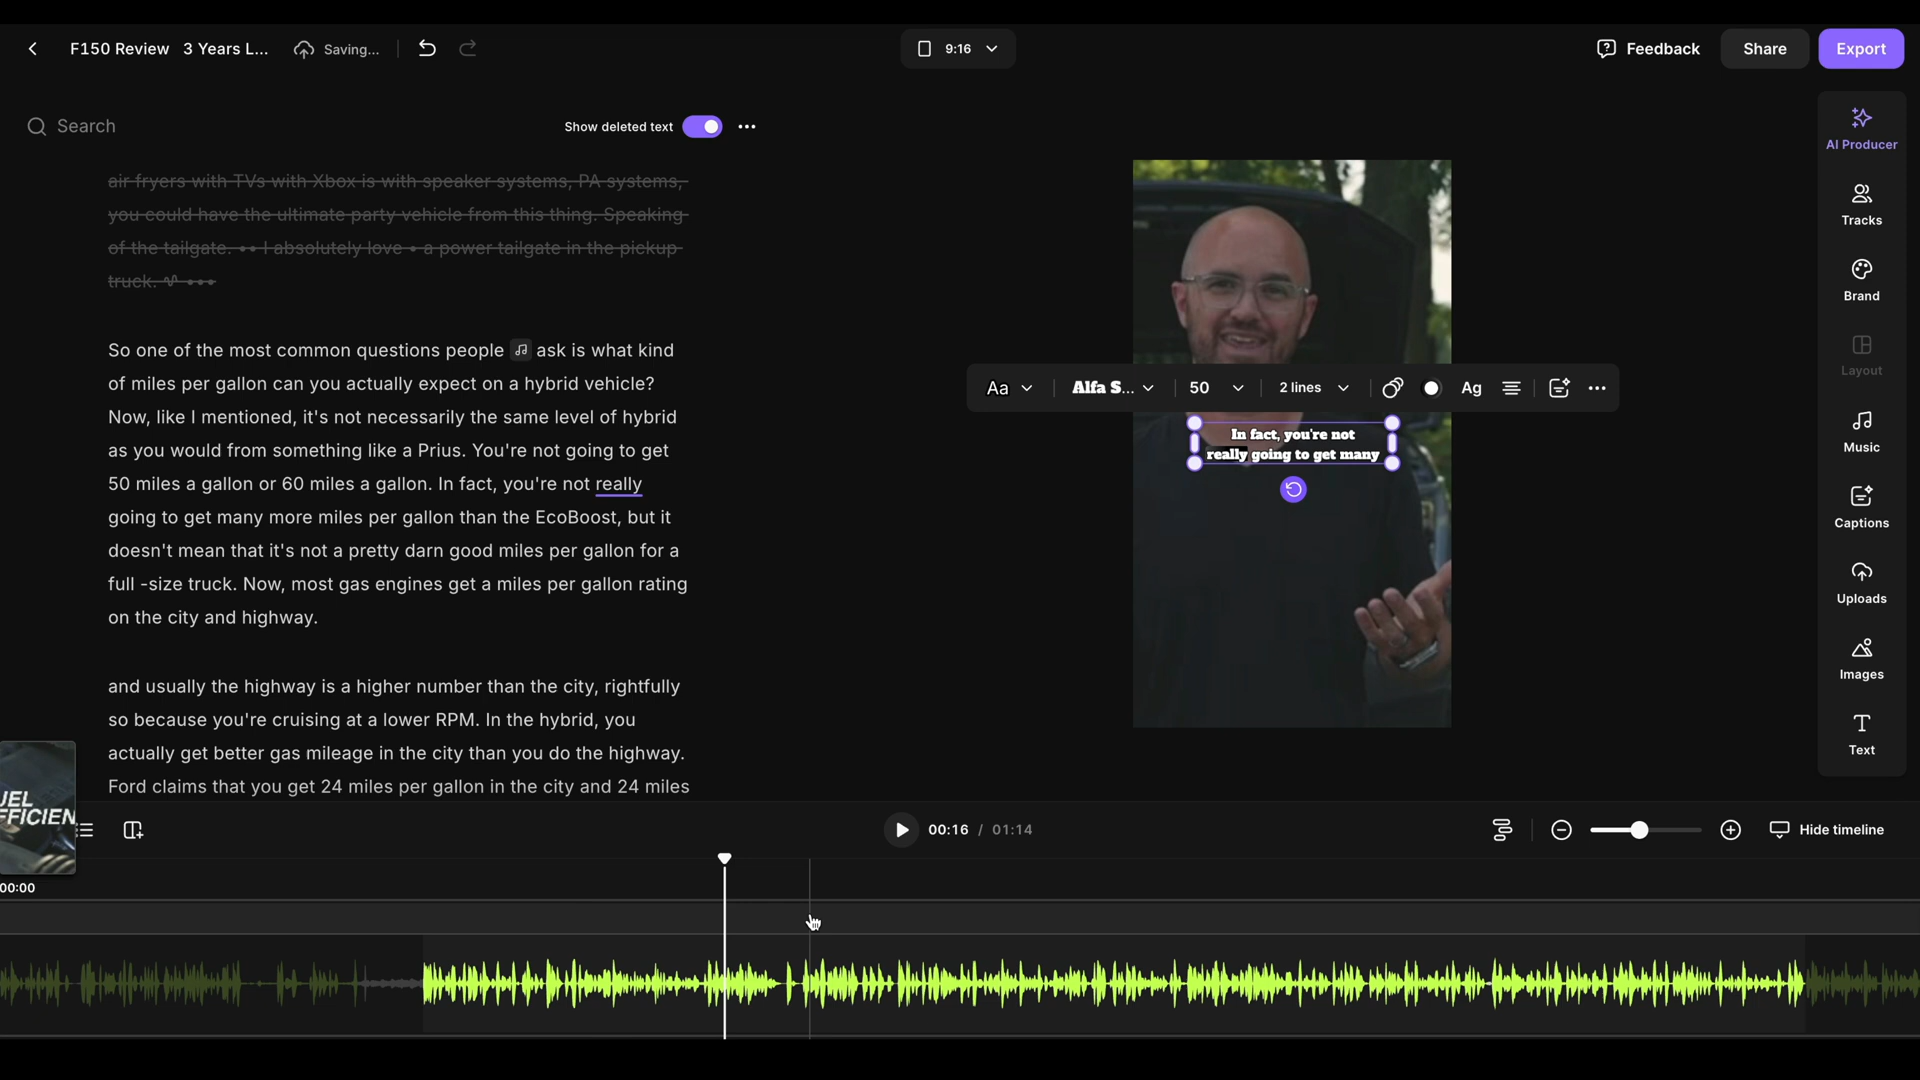 F150 Review 3 Years L...
Saving...
9:16
Feedback
Share
Export
Search
Show deleted text
air fryers with TVs with Xbox is with speaker systems, PA systems,
you could have the ultimate party vehicle from this thing. Speaking
of the tailgate. •• I absolutely love • a power tailgate in the pickup
truck. •••
So one of the most common questions people ask is what kind
of miles per gallon can you actually expect on a hybrid vehicle?
Now, like I mentioned, it's not necessarily the same level of hybrid
as you would from something like a Prius. You're not going to get
50 miles a gallon or 60 miles a gallon. In fact, you're not really
going to get many more miles per gallon than the EcoBoost, but it
doesn't mean that it's not a pretty darn good miles per gallon for a
full -size truck. Now, most gas engines get a miles per gallon rating
on the city and highway.
and usually the highway is a higher number than the city, rightfully
so because you're cruising at a lower RPM. In the hybrid, you
actually get better gas mileage in the city than you do the highway.
Ford claims that you get 24 miles per gallon in the city and 24 miles
Aa
Alfa S...
50
2 lines
Ag
In fact, you're not
really going to get many
AI Producer
Tracks
Brand
Layout
Music
Captions
Uploads
Images
T
Text
UEL
FFICIEN
00:16 / 01:14
Hide timeline
00:00